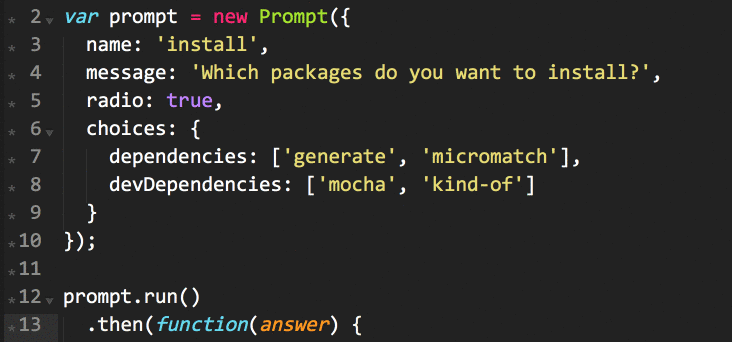 * 2 var prompt = new Prompt({
* 3   name: 'install',
* 4   message: 'Which packages do you want to install?',
* 5   radio: true,
* 6   choices: {
* 7     dependencies: ['generate', 'micromatch'],
* 8     devDependencies: ['mocha', 'kind-of']
* 9   }
* 10 });
* 11
* 12 prompt.run()
* 13   .then(function(answer) {